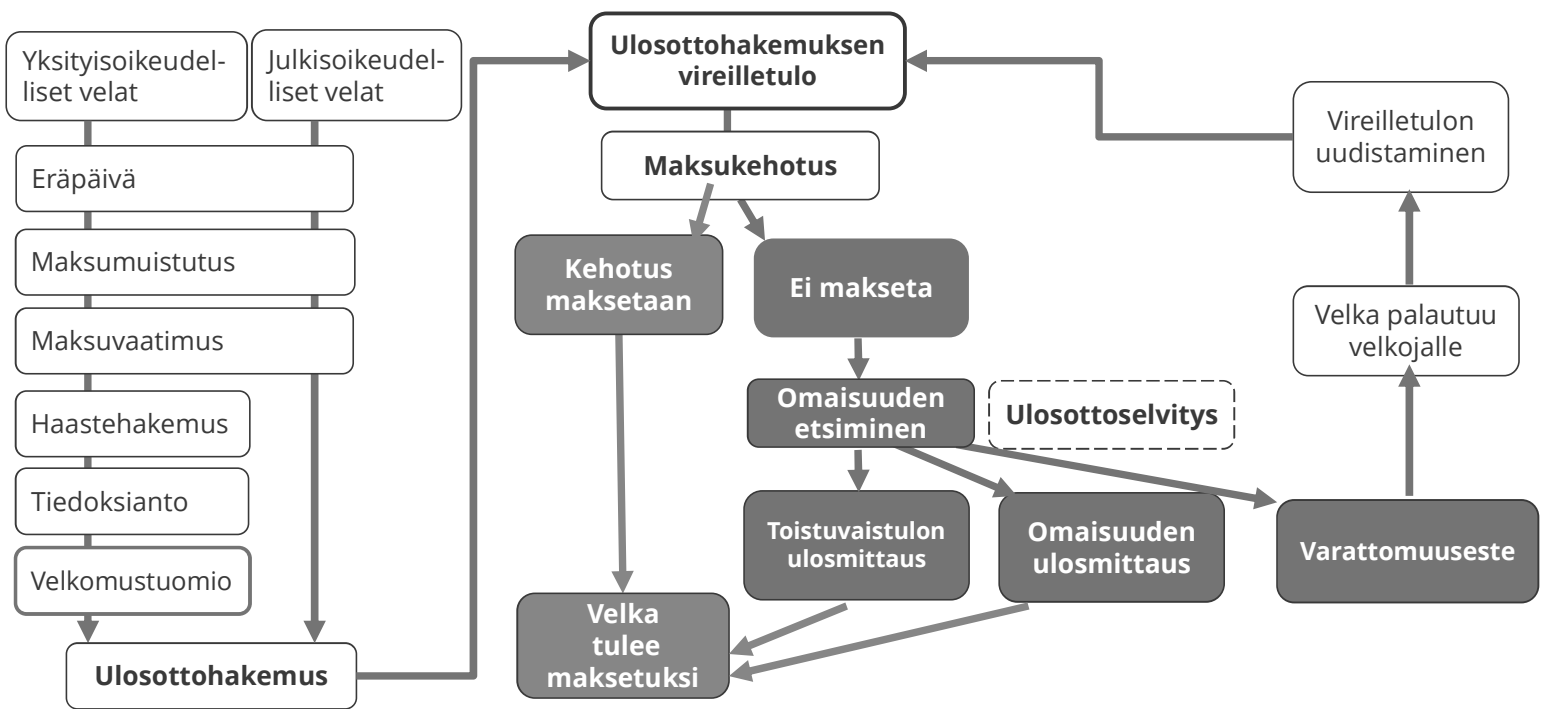 Yksityisoikeudel-
liset velat
Julkisoikeudel-
liset velat
Eräpäivä
Maksumuistutus
Maksuvaatimus
Haastehakemus
Tiedoksianto
Velkomustuomio
Ulosottohakemus
Ulosottohakemuksen
vireilletulo
Maksukehotus
Kehotus
maksetaan
Ei makseta
Omaisuuden
etsiminen
Ulosottoselvitys
Toistuvaistulon
ulosmittaus
Omaisuuden
ulosmittaus
Varattomuuseste
Velka
tulee
maksetuksi
Velka palautuu
velkojalle
Vireilletulon
uudistaminen